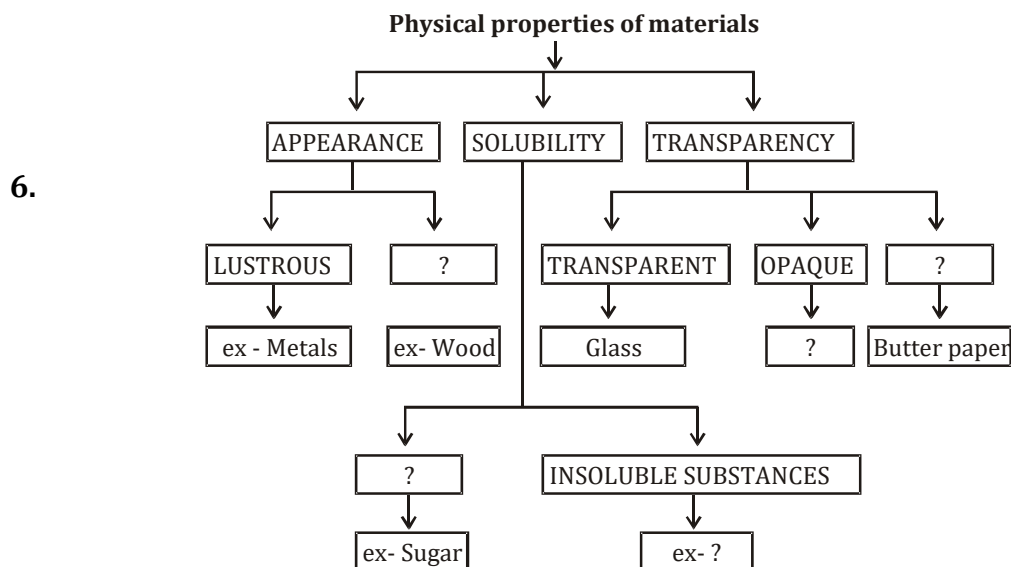 Physical properties of materials
6.
APPEARANCE
SOLUBILITY
TRANSPARENCY
LUSTROUS
?
TRANSPARENT
OPAQUE
?
ex - Metals
ex- Wood
Glass
?
Butter paper
?
INSOLUBLE SUBSTANCES
ex- Sugar
ex- ?